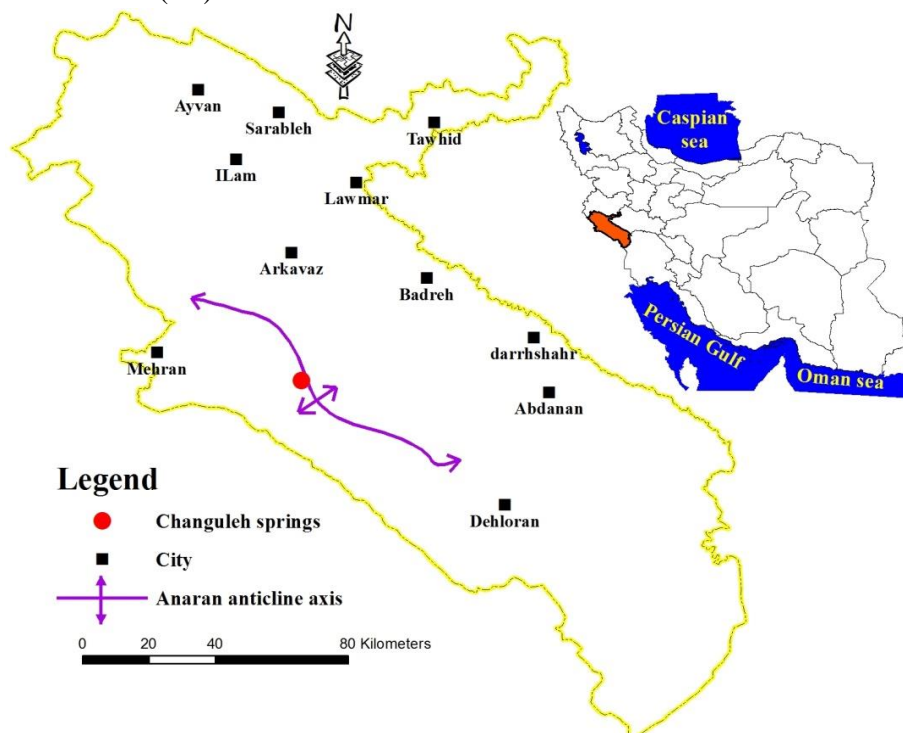 N
Ayvan
Sarableh
Tawhid
ILam
Lawmar
Arkavaz
Badreh
darrhshahr
Mehran
Abdanan
Dehloran
Caspian
sea
Persian Gulf
Oman sea
Legend
Changuleh springs
City
Anaran anticline axis
0 20 40 80 Kilometers